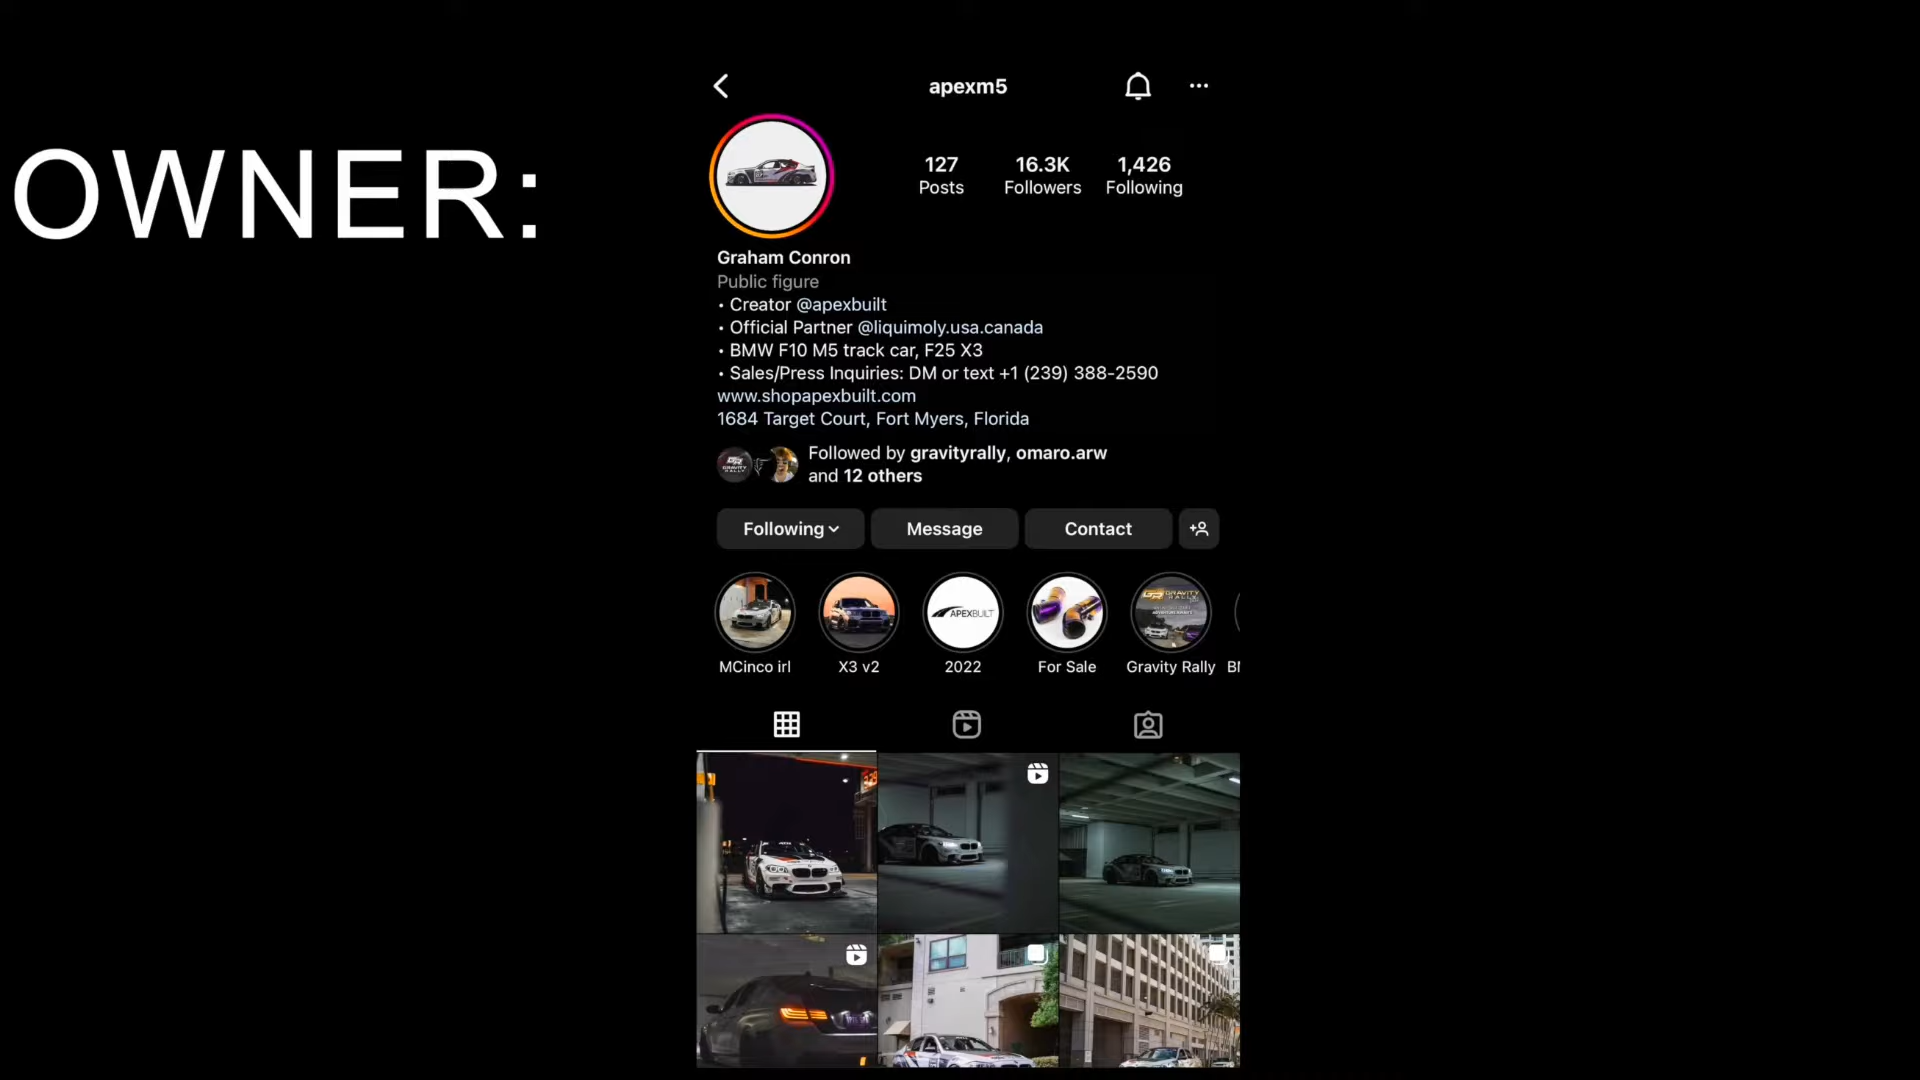 OWNER:
apexm5
127
Posts
16.3K
Followers
1,426
Following
Graham Conron
Public figure
• Creator @apexbuilt
• Official Partner @liquimoly.usa.canada
• BMW F10 M5 track car, F25 X3
• Sales/Press Inquiries: DM or text +1 (239) 388-2590
www.shopapexbuilt.com
1684 Target Court, Fort Myers, Florida
Followed by gravityrally, omaro.arw
and 12 others
Following
Message
Contact
APEXBUILT
GRAVITY
RALLY
MCinco irl
X3 v2
2022
For Sale
Gravity Rally